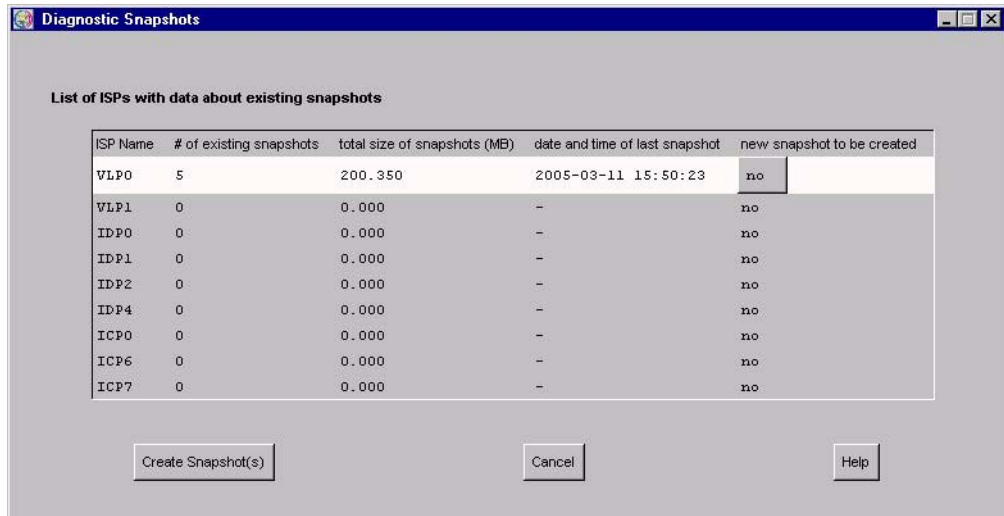 Diagnostic Snapshots
List of ISPs with data about existing snapshots
ISP Name # of existing snapshots total size of snapshots (MB) date and time of last snapshot new snapshot to be created
VLP0 5 200.350 2005-03-11 15:50:23 no
VLP1 0 0.000 - no
IDP0 0 0.000 - no
IDP1 0 0.000 - no
IDP2 0 0.000 - no
IDP4 0 0.000 - no
ICP0 0 0.000 - no
ICP6 0 0.000 - no
ICP7 0 0.000 - no
Create Snapshot(s) Cancel Help